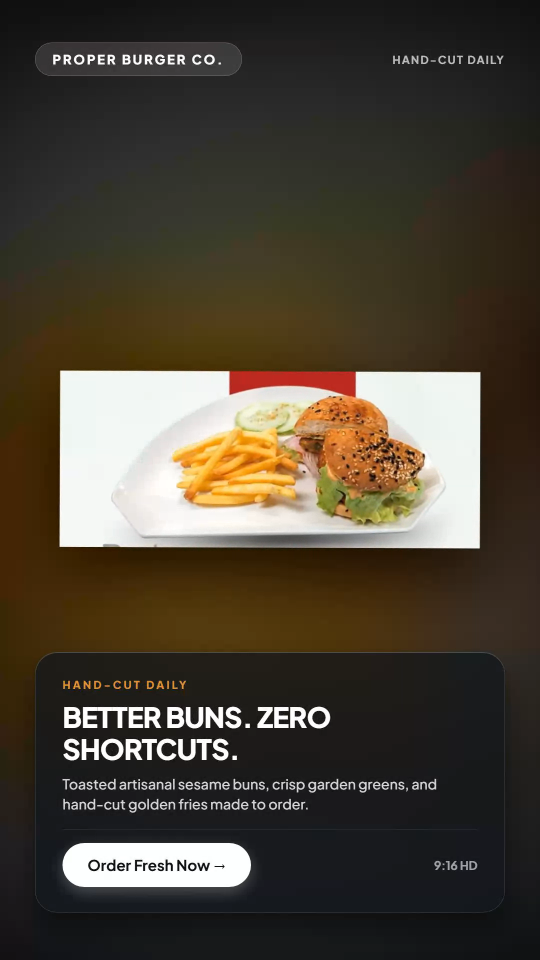 PROPER BURGER CO.
HAND-CUT DAILY
HAND-CUT DAILY
BETTER BUNS. ZERO
SHORTCUTS.
Toasted artisanal sesame buns, crisp garden greens, and
hand-cut golden fries made to order.
Order Fresh Now →
9:16 HD